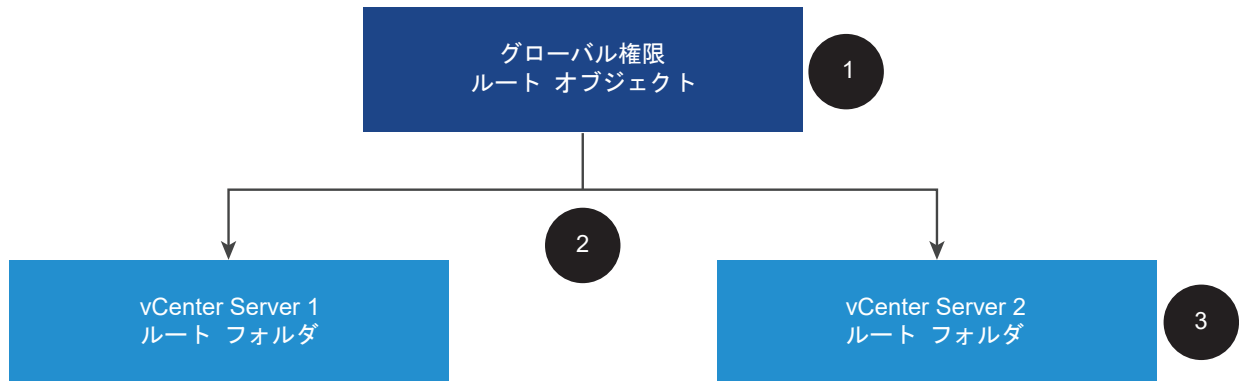 グローバル権限
ルート オブジェクト
1
2
vCenter Server 1
ルート フォルダ
vCenter Server 2
ルート フォルダ
3